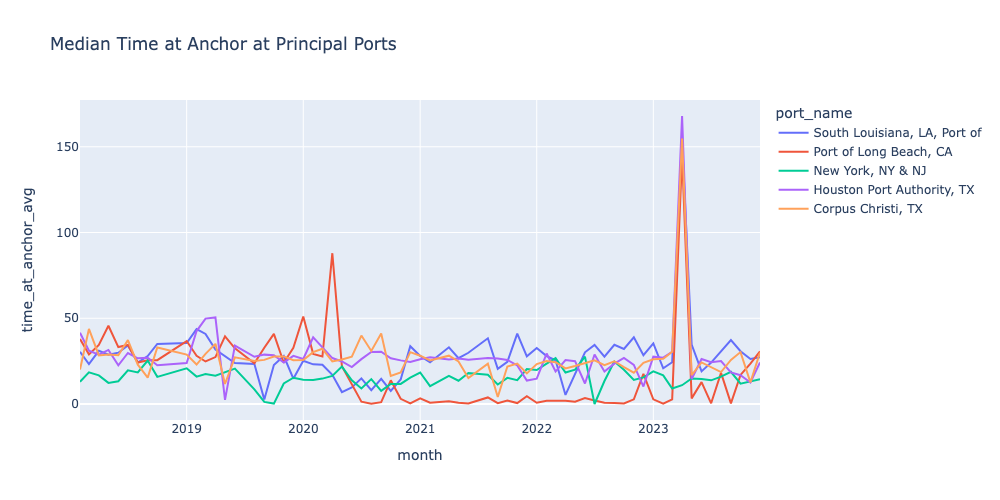 Median Time at Anchor at Principal Ports
port_name
South Louisiana, LA, Port of
Port of Long Beach, CA
New York, NY & NJ
Houston Port Authority, TX
Corpus Christi, TX
time_at_anchor_avg
150
100
50
0
2019
2020
2021
2022
2023
month